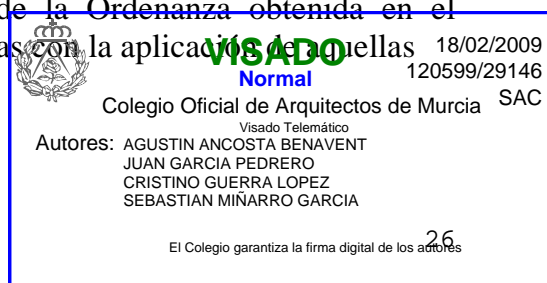 de la Ordenanza obtenida en el
as con la aplicación de aquellas
VISADO
18/02/2009
Normal
120599/29146
Colegio Oficial de Arquitectos de Murcia
SAC
Visado Telemático
Autores: AGUSTIN ANCOSTA BENAVENT
JUAN GARCIA PEDRERO
CRISTINO GUERRA LOPEZ
SEBASTIAN MIÑARRO GARCIA
26
El Colegio garantiza la firma digital de los autores